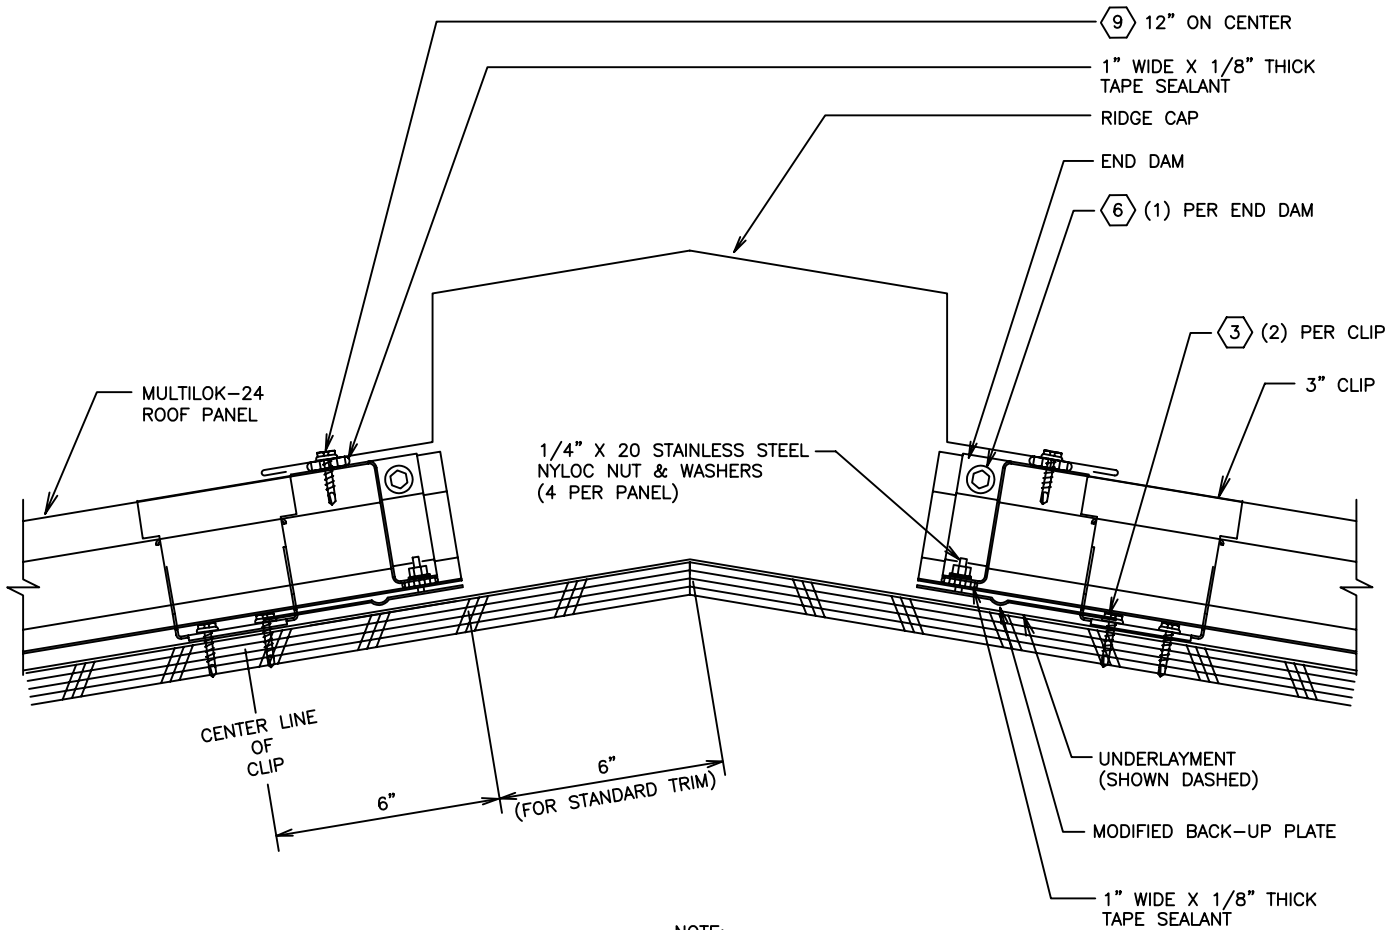 9 12” ON CENTER
1” WIDE X 1/8” THICK
TAPE SEALANT
RIDGE CAP
END DAM
6 (1) PER END DAM
3 (2) PER CLIP
3” CLIP
MULTILOK-24
ROOF PANEL
1/4” X 20 STAINLESS STEEL
NYLOC NUT & WASHERS
(4 PER PANEL)
CENTER LINE
OF
CLIP
6”
6”
(FOR STANDARD TRIM)
UNDERLAYMENT
(SHOWN DASHED)
MODIFIED BACK-UP PLATE
1” WIDE X 1/8” THICK
TAPE SEALANT
NOTE: